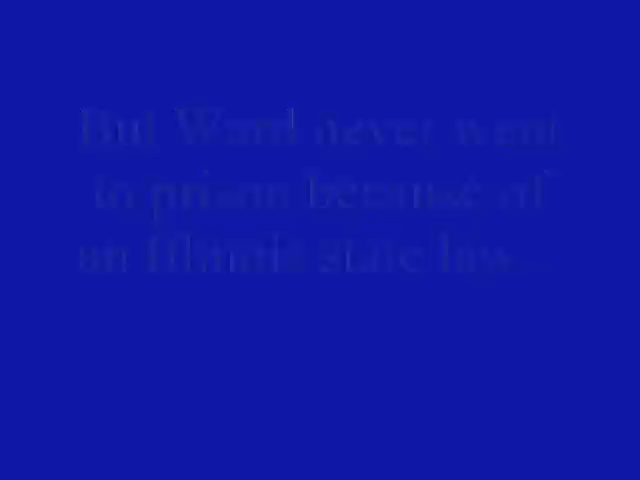 But Ward never went
to prison because of
an Illinois state law...